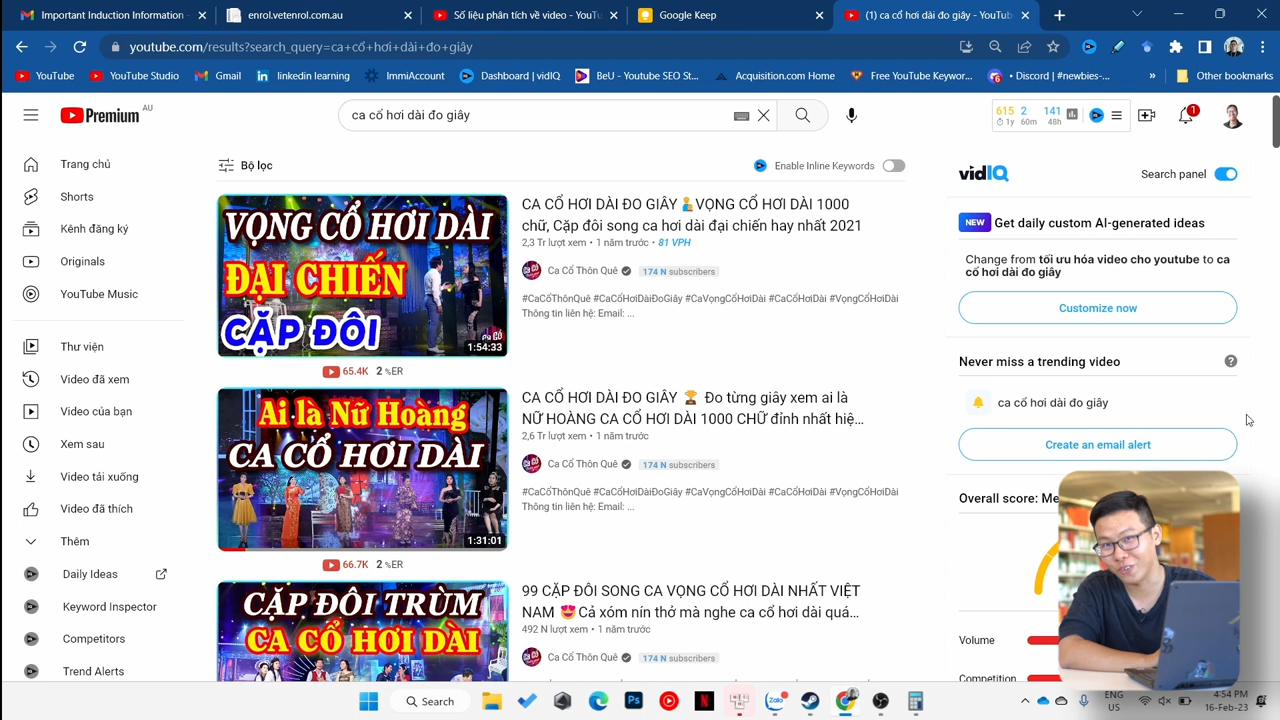 Important Induction Information -
enrol.vetenrol.com.au
Số liệu phân tích về video - YouTu
Google Keep
(1) ca cổ hơi dài đo giây - YouTub
youtube.com/results?search_query=ca+cổ+hơi+dài+đo+giây
YouTube
YouTube Studio
Gmail
linkedin learning
ImmiAccount
Dashboard | vidIQ
BeU - Youtube SEO St...
Acquisition.com Home
Free YouTube Keywor...
• Discord | #newbies-...
»
Other bookmarks
Premium AU
ca cổ hơi dài đo giây
615 2 141
1y 60m 48h
1
Trang chủ
Shorts
Kênh đăng ký
Originals
YouTube Music
Thư viện
Video đã xem
Video của bạn
Xem sau
Video tải xuống
Video đã thích
Thêm
Daily Ideas
Keyword Inspector
Competitors
Trend Alerts
Bộ lọc
Enable Inline Keywords
VỌNG CỔ HƠI DÀI
ĐẠI CHIẾN
CẶP ĐÔI
1:54:33
65.4K 2 %ER
CA CỔ HƠI DÀI ĐO GIÂY VỌNG CỔ HƠI DÀI 1000
chữ, Cặp đôi song ca hơi dài đại chiến hay nhất 2021
2,3 Tr lượt xem • 1 năm trước • 81 VPH
Ca Cổ Thôn Quê 174 N subscribers
#CaCổThônQuê #CaCổHơiDàiĐoGiây #CaVọngCổHơiDài #CaCổHơiDài #VọngCổHơiDài
Thông tin liên hệ: Email: ...
Ai là Nữ Hoàng
CA CỔ HƠI DÀI
1:31:01
66.7K 2 %ER
CA CỔ HƠI DÀI ĐO GIÂY Đo từng giây xem ai là
NỮ HOÀNG CA CỔ HƠI DÀI 1000 CHỮ đỉnh nhất hiệ...
2,6 Tr lượt xem • 1 năm trước
Ca Cổ Thôn Quê 174 N subscribers
#CaCổThônQuê #CaCổHơiDàiĐoGiây #CaVọngCổHơiDài #CaCổHơiDài #VọngCổHơiDài
Thông tin liên hệ: Email: ...
CẶP ĐÔI TRÙM
CA CỔ HƠI DÀI
99 CẶP ĐÔI SONG CA VỌNG CỔ HƠI DÀI NHẤT VIỆT
NAM Cả xóm nín thở mà nghe ca cổ hơi dài quá...
492 N lượt xem • 1 năm trước
Ca Cổ Thôn Quê 174 N subscribers
vidIQ
Search panel
NEW Get daily custom AI-generated ideas
Change from tối ưu hóa video cho youtube to ca
cổ hơi dài đo giây
Customize now
Never miss a trending video
ca cổ hơi dài đo giây
Create an email alert
Overall score: Me
Volume
Competition
Search
Zalo
ENG
US
4:54 PM
16-Feb-23